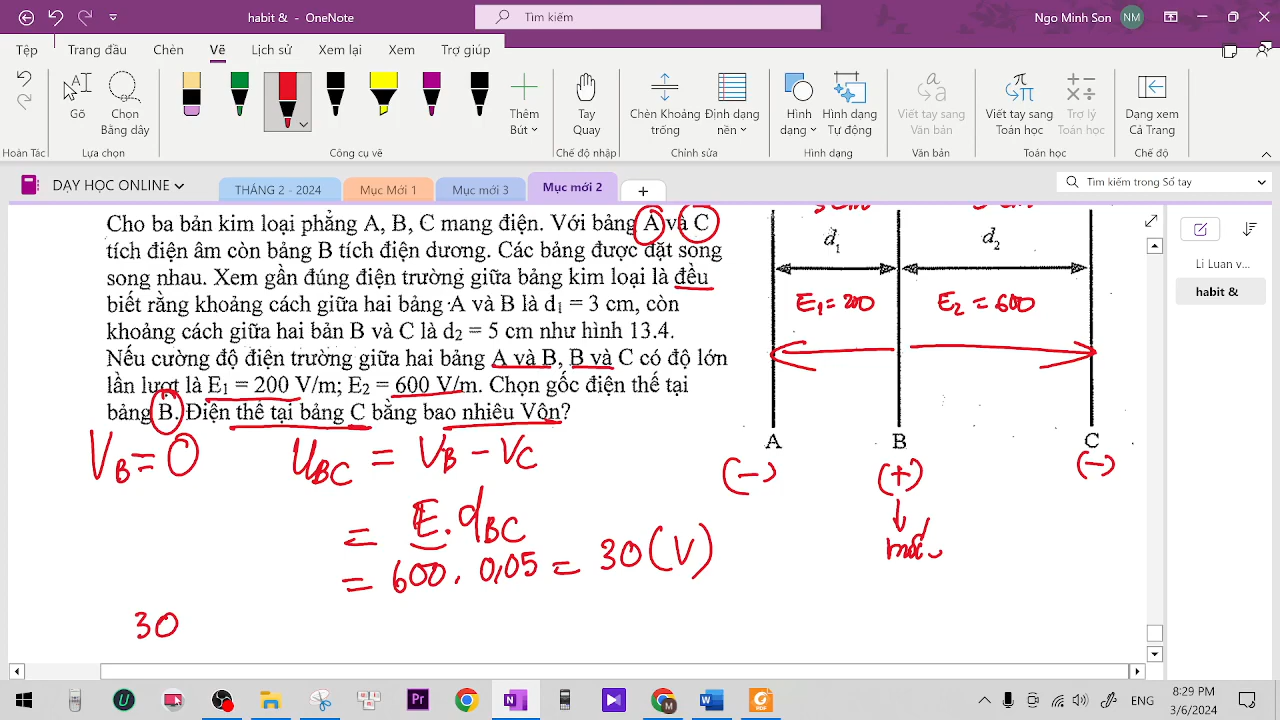 habit & - OneNote
Tìm kiếm
Ngo Minh Son
NM
Tệp
Trang đầu
Chèn
Vẽ
Lịch sử
Xem lại
Xem
Trợ giúp
Gõ
Chọn Bằng dây
Thêm Bút
Tay Quay
Chèn Khoảng trống
Định dạng nền
Hình dạng
Hình dạng Tự động
Viết tay sang Văn bản
Viết tay sang Toán học
Trợ lý Toán học
Dạng xem Cả Trang
Hoàn Tác
Lựa chọn
Công cụ vẽ
Chế độ nhập
Chỉnh sửa
Hình dạng
Văn bản
Toán học
Chế độ
DẠY HỌC ONLINE
THÁNG 2 - 2024
Mục Mới 1
Mục mới 3
Mục mới 2
+
Tìm kiếm trong Sổ tay
Li Luan v...
habit &
Cho ba bản kim loại phẳng A, B, C mang điện. Với bảng A và C
tích điện âm còn bảng B tích điện dương. Các bảng được đặt song
song nhau. Xem gần đúng điện trường giữa bảng kim loại là đều
biết rằng khoảng cách giữa hai bảng A và B là d₁ = 3 cm, còn
khoảng cách giữa hai bản B và C là d₂ = 5 cm như hình 13.4.
Nếu cường độ điện trường giữa hai bảng A và B, B và C có độ lớn
lần lượt là E₁ = 200 V/m; E₂ = 600 V/m. Chọn gốc điện thế tại
bảng B. Điện thế tại bảng C bằng bao nhiêu Vôn?
V_B = 0
U_BC = V_B - V_C
= E. d_BC
= 600 . 0,05 = 30 (V)
30
3 cm
5 cm
d₁
d₂
E₁ = 200
E₂ = 600
A
B
C
(-)
(+)
(-)
mốc
ENG
8:29 PM
3/6/2024